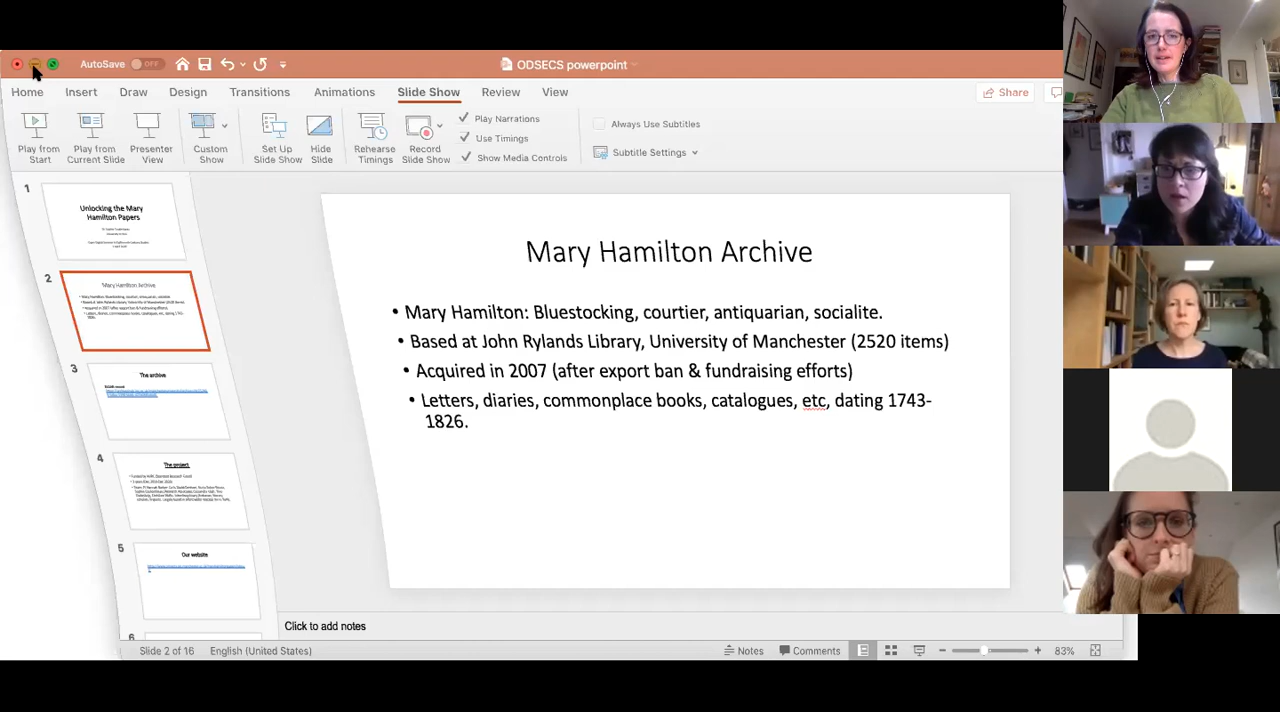 AutoSave OFF
ODSECS powerpoint
Home Insert Draw Design Transitions Animations Slide Show Review View Share
Play from Start
Play from Current Slide
Presenter View
Custom Show
Set Up Slide Show
Hide Slide
Rehearse Timings
Record Slide Show
Play Narrations
Use Timings
Show Media Controls
Always Use Subtitles
Subtitle Settings
1
Unlocking the Mary
Hamilton Papers
2
Mary Hamilton Archive
3
The archive
4
The project
5
Our website
6
Mary Hamilton Archive
• Mary Hamilton: Bluestocking, courtier, antiquarian, socialite.
• Based at John Rylands Library, University of Manchester (2520 items)
• Acquired in 2007 (after export ban & fundraising efforts)
• Letters, diaries, commonplace books, catalogues, etc, dating 1743-
1826.
Click to add notes
Slide 2 of 16 English (United States) Notes Comments 83%